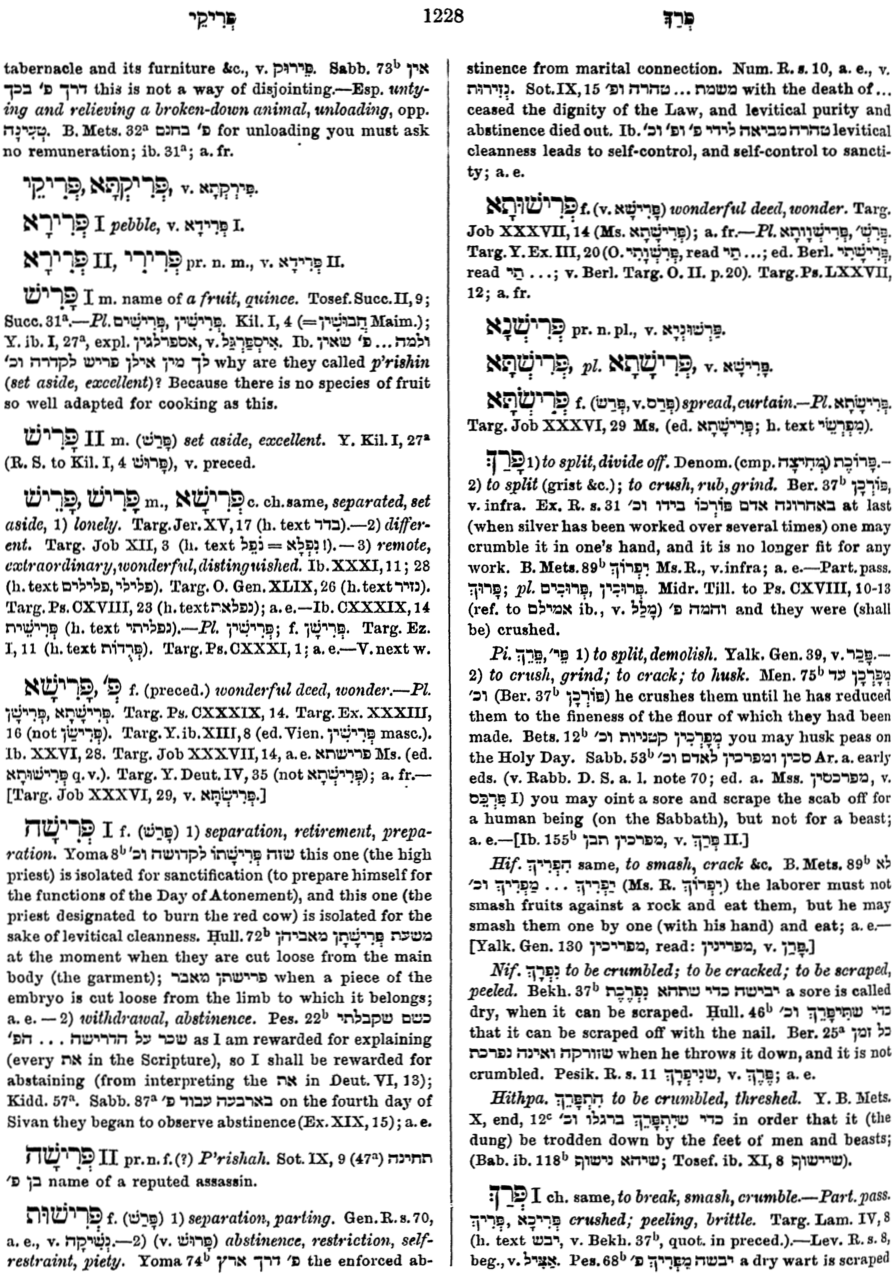 פְּרִיקֵי 1228 פְּרַךְ
tabernacle and its furniture &c., v. פֵּירוּק. Sabb. 73ᵇ אין
דרך פ׳ בכך this is not a way of disjointing.—Esp. unty-
ing and relieving a broken-down animal, unloading, opp.
טְעִינָה. B. Mets. 32ᵃ פ׳ בחנם for unloading you must ask
no remuneration; ib. 31ᵃ; a. fr.
פְּרִיקְתָּא, פְּרִיקֵי, v. פִּירְקְתָא.
פְּרִירָא I pebble, v. פְּרִידָא I.
פְּרִירָא II, פְּרִירֵי pr. n. m., v. פְּרִידָא II.
פָּרִישׁ I m. name of a fruit, quince. Tosef. Succ. II, 9;
Succ. 31ᵃ.—Pl. פְּרִישִׁין, פְּרִישִׁים. Kil. I, 4 (=חֲבוּשִׁין Maim.);
Y. ib. I, 27ᵃ, expl. אספרלגין, v. אִיסְפַּרְגָּל. Ib. ולמה... פ׳ שאין
לך מין אילן פריש לקדרה וכ׳ why are they called p'rishin
(set aside, excellent)? Because there is no species of fruit
so well adapted for cooking as this.
פָּרִישׁ II m. (פָּרַשׁ) set aside, excellent. Y. Kil. I, 27ᵃ
(R. S. to Kil. I, 4 פָּרוּשׁ), v. preced.
פָּרִישׁ, פָּרֵישׁ m., פְּרִישָׁא c. ch. same, separated, set
aside, 1) lonely. Targ. Jer. XV, 17 (h. text בדד).—2) differ-
ent. Targ. Job XII, 3 (h. text נֹפֵל = נִפְלָא!).—3) remote,
extraordinary, wonderful, distinguished. Ib. XXXI, 11; 28
(h. text פלילי, פלילים). Targ. O. Gen. XLIX, 26 (h. text נזיר).
Targ. Ps. CXVIII, 23 (h. text נפלאת); a. e.—Ib. CXXXIX, 14
פְּרִישֵׁית (h. text נפליתי).—Pl. פְּרִישִׁין; f. פְּרִישָׁן. Targ. Ez.
I, 11 (h. text פְּרֻדוֹת). Targ. Ps. CXXXI, 1; a. e.—V. next w.
פְּרִישָׁא, פְּ׳ f. (preced.) wonderful deed, wonder.—Pl.
פְּרִישָׁתָא, פְּרִישָׁן. Targ. Ps. CXXXIX, 14. Targ. Ex. XXXIII,
16 (not פְּרִישָׂן). Targ. Y. ib. XIII, 8 (ed. Vien. פְּרִישִׁין masc.).
Ib. XXVI, 28. Targ. Job XXXVII, 14, a. e. פרישתא Ms. (ed.
פְּרִישׁוּתָא q. v.). Targ. Y. Deut. IV, 35 (not פְּרִישְׁתָא); a. fr.—
[Targ. Job XXXVI, 29, v. פְּרִישָׂתָא.]
פְּרִישָׁה I f. (פָּרַשׁ) 1) separation, retirement, prepa-
ration. Yoma 8ᵇ שזה פְּרִישָׁתוֹ לקדושה וכ׳ this one (the high
priest) is isolated for sanctification (to prepare himself for
the functions of the Day of Atonement), and this one (the
priest designated to burn the red cow) is isolated for the
sake of levitical cleanness. Ḥull. 72ᵇ משעת פְּרִישָׁתָן מאביהן
at the moment when they are cut loose from the main
body (the garment); פרישתן מאבר when a piece of the
embryo is cut loose from the limb to which it belongs;
a. e. — 2) withdrawal, abstinence. Pes. 22ᵇ כשם שקבלתי
שכר על הדרישה ... הפ׳ as I am rewarded for explaining
(every את in the Scripture), so I shall be rewarded for
abstaining (from interpreting the את in Deut. VI, 13);
Kidd. 57ᵃ. Sabb. 87ᵃ בארבעה עבוד פ׳ on the fourth day of
Sivan they began to observe abstinence (Ex. XIX, 15); a. e.
פְּרִישָׁה II pr. n. f. (?) P'rishah. Sot. IX, 9 (47ᵃ) תחינה
בן פ׳ name of a reputed assassin.
פְּרִישׁוּת f. (פָּרַשׁ) 1) separation, parting. Gen. R. s. 70,
a. e., v. נְשִׁיקָה.—2) (v. פָּרוּשׁ) abstinence, restriction, self-
restraint, piety. Yoma 74ᵇ פ׳ דרך ארץ the enforced ab-
stinence from marital connection. Num. R. s. 10, a. e., v.
נְזִירוּת. Sot. IX, 15 משמת ... טהרה ופ׳ with the death of ...
ceased the dignity of the Law, and levitical purity and
abstinence died out. Ib. טהרה מביאה לידי פ׳ ופ׳ וכ׳ levitical
cleanness leads to self-control, and self-control to sancti-
ty; a. e.
פְּרִישׁוּתָא f. (v. פְּרִישָׁא) wonderful deed, wonder. Targ.
Job XXXVII, 14 (Ms. פְּרִישָׁתָא); a. fr.—Pl. פְּרִישְׁוָותָא, פְּרִשְׁ׳.
Targ. Y. Ex. III, 20 (O. פְּרִשְׁוָתִי, read תַי ...; ed. Berl. פְּרִישָׁתִי,
read תַי ...; v. Berl. Targ. O. II. p. 20). Targ. Ps. LXXVII,
12; a. fr.
פְּרִישְׁנָא pr. n. pl., v. פַּרְשׁוּנְיָא.
פְּרִישְׁתָּא, pl. פְּרִישָׁתָא, v. פְּרִישָׁא.
פְּרִישְׂתָּא f. (פְּרַשׂ, v. פְּרַס) spread, curtain.—Pl. פְּרִישָׂתָא.
Targ. Job XXXVI, 29 Ms. (ed. פְּרִישָׁתָא; h. text מִפְרְשֵׂי).
פָּרַךְ 1) to split, divide off. Denom. (cmp. מְחִיצָה) פָּרוֹכֶת.—
2) to split (grist &c.); to crush, rub, grind. Ber. 37ᵇ פּוֹרְכָן,
v. infra. Ex. R. s. 31 באחרונה אדם פּוֹרְכוֹ בידו וכ׳ at last
(when silver has been worked over several times) one may
crumble it in one's hand, and it is no longer fit for any
work. B. Mets. 89ᵇ יִפְרוֹךְ Ms. R., v. infra; a. e.—Part. pass.
פָּרוּךְ; pl. פְּרוּכִים, פְּרוּכִין. Midr. Till. to Ps. CXVIII, 10-13
(ref. to אמילם ib., v. מָלַל) והמה פ׳ and they were (shall
be) crushed.
Pi. פֵּרֵךְ, פֵּי׳ 1) to split, demolish. Yalk. Gen. 39, v. פָּכַר.—
2) to crush, grind; to crack; to husk. Men. 75ᵇ מְפָרְכָן עד
וכ׳ (Ber. 37ᵇ פּוֹרְכָן) he crushes them until he has reduced
them to the fineness of the flour of which they had been
made. Bets. 12ᵇ מְפָרְכִין קטניות וכ׳ you may husk peas on
the Holy Day. Sabb. 53ᵇ סכין ומפרכין לאדם וכ׳ Ar. a. early
eds. (v. Rabb. D. S. a. l. note 70; ed. a. Mss. מפרכסין, v.
פִּרְכֵּס I) you may oint a sore and scrape the scab off for
a human being (on the Sabbath), but not for a beast;
a. e.—[Ib. 155ᵇ מפרכין תבן, v. פְּרַךְ II.]
Hif. הִפְרִיךְ same, to smash, crack &c. B. Mets. 89ᵇ לא
יַפְרִיךְ ... מַפְרִיךְ וכ׳ (Ms. R. יִפְרוֹךְ) the laborer must not
smash fruits against a rock and eat them, but he may
smash them one by one (with his hand) and eat; a. e.—
[Yalk. Gen. 130 מפריכין, read: מפרינין, v. פָּרַן.]
Nif. נִפְרַךְ to be crumbled; to be cracked; to be scraped,
peeled. Bekh. 37ᵇ יבישה כדי שתהא נִפְרֶכֶת a sore is called
dry, when it can be scraped. Ḥull. 46ᵇ כדי שתִּיפָּרֵךְ וכ׳
that it can be scraped off with the nail. Ber. 25ᵃ כל זמן
שזורקה ואינה נפרכת when he throws it down, and it is not
crumbled. Pesik. R. s. 11 שניפְרָךְ, v. פֶּרֶךְ; a. e.
Hithpa. הִתְפָּרֵךְ to be crumbled, threshed. Y. B. Mets.
X, end, 12ᶜ כדי שיִּתְפָּרֵךְ ברגלו וכ׳ in order that it (the
dung) be trodden down by the feet of men and beasts;
(Bab. ib. 118ᵇ שיהא נישוף; Tosef. ib. XI, 8 שיישוף).
פְּרַךְ I ch. same, to break, smash, crumble.—Part. pass.
פְּרִיךְ, פְּרִיכָא crushed; peeling, brittle. Targ. Lam. IV, 8
(h. text יבש, v. Bekh. 37ᵇ, quot. in preced.).—Lev. R. s. 8,
beg., v. אֲצִיל. Pes. 68ᵇ יבשה מַפְרִיךְ פ׳ a dry wart is scraped